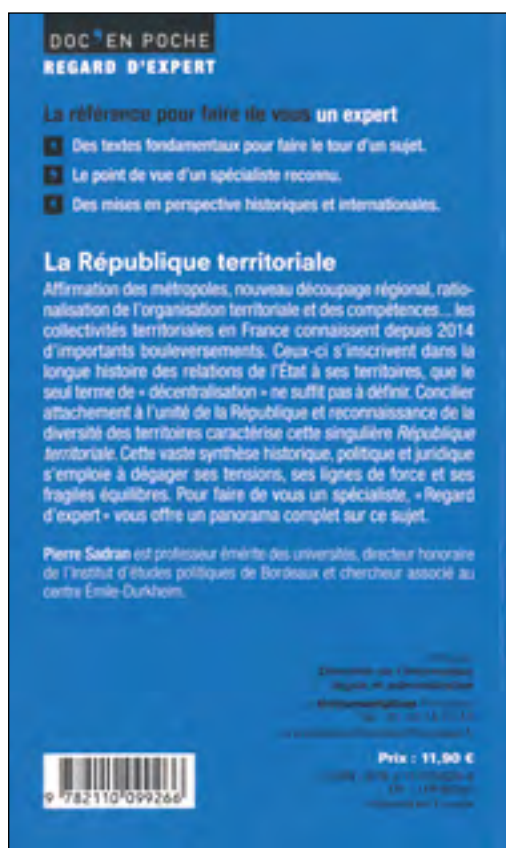 DOC' EN POCHE
REGARD D'EXPERT
La référence pour faire de vous un expert
Des textes fondamentaux pour faire le tour d'un sujet.
Le point de vue d'un spécialiste reconnu.
Des mises en perspective historiques et internationales.
La République territoriale
Affirmation des métropoles, nouveau découpage régional, ratio-
nalisation de l'organisation territoriale et des compétences... les
collectivités territoriales en France connaissent depuis 2014
d'importants bouleversements. Ceux-ci s'inscrivent dans la
longue histoire des relations de l'État à ses territoires, que le
seul terme de « décentralisation » ne suffit pas à définir. Concilier
attachement à l'unité de la République et reconnaissance de la
diversité des territoires caractérise cette singulière République
territoriale. Cette vaste synthèse historique, politique et juridique
s'emploie à dégager ses tensions, ses lignes de force et ses
fragiles équilibres. Pour faire de vous un spécialiste, « Regard
d'expert » vous offre un panorama complet sur ce sujet.
Pierre Sadran est professeur émérite des universités, directeur honoraire
de l'Institut d'études politiques de Bordeaux et chercheur associé au
centre Émile-Durkheim.
Prix : 11,90 €
9 782110 099266